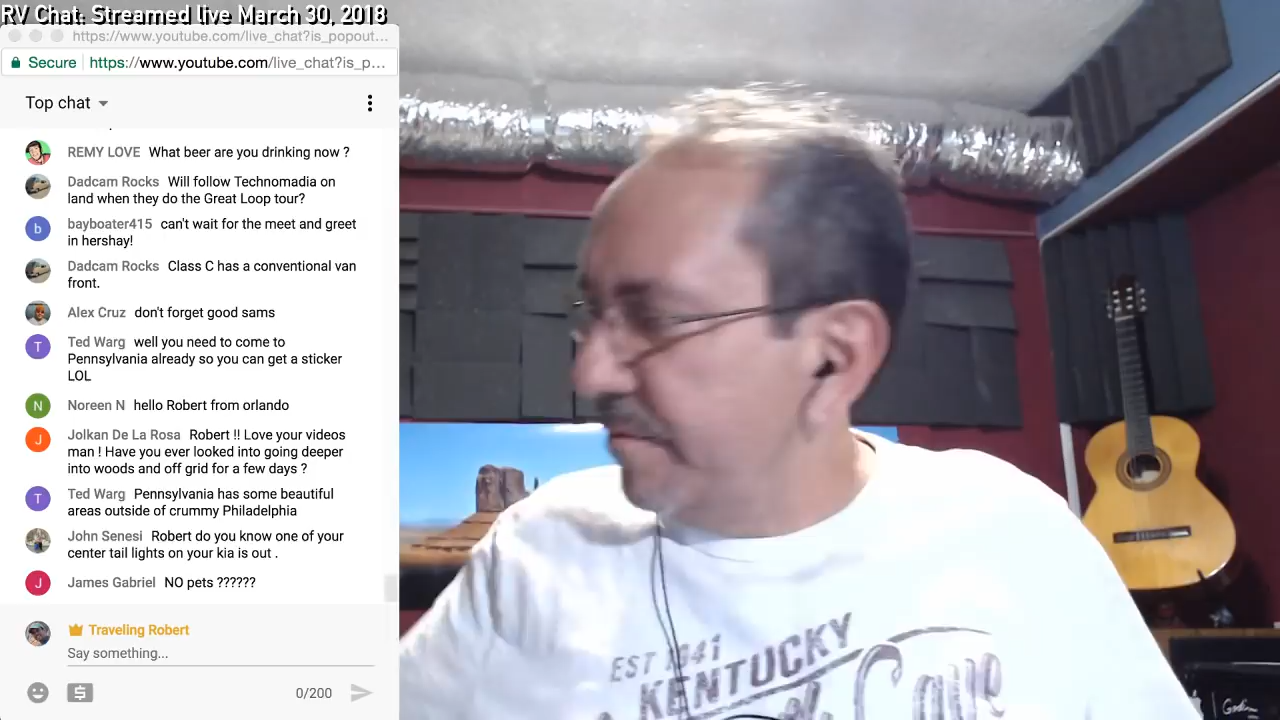 RV Chat. Streamed live March 30, 2018
https://www.youtube.com/live_chat?is_popout...
Secure https://www.youtube.com/live_chat?is_p...
Top chat
REMY LOVE What beer are you drinking now ?
Dadcam Rocks Will follow Technomadia on
land when they do the Great Loop tour?
b bayboater415 can't wait for the meet and greet
in hershay!
Dadcam Rocks Class C has a conventional van
front.
Alex Cruz don't forget good sams
T Ted Warg well you need to come to
Pennsylvania already so you can get a sticker
LOL
N Noreen N hello Robert from orlando
J Jolkan De La Rosa Robert !! Love your videos
man ! Have you ever looked into going deeper
into woods and off grid for a few days ?
T Ted Warg Pennsylvania has some beautiful
areas outside of crummy Philadelphia
John Senesi Robert do you know one of your
center tail lights on your kia is out .
J James Gabriel NO pets ??????
Traveling Robert
Say something...
$ 0/200
EST 1941
KENTUCKY
Cave